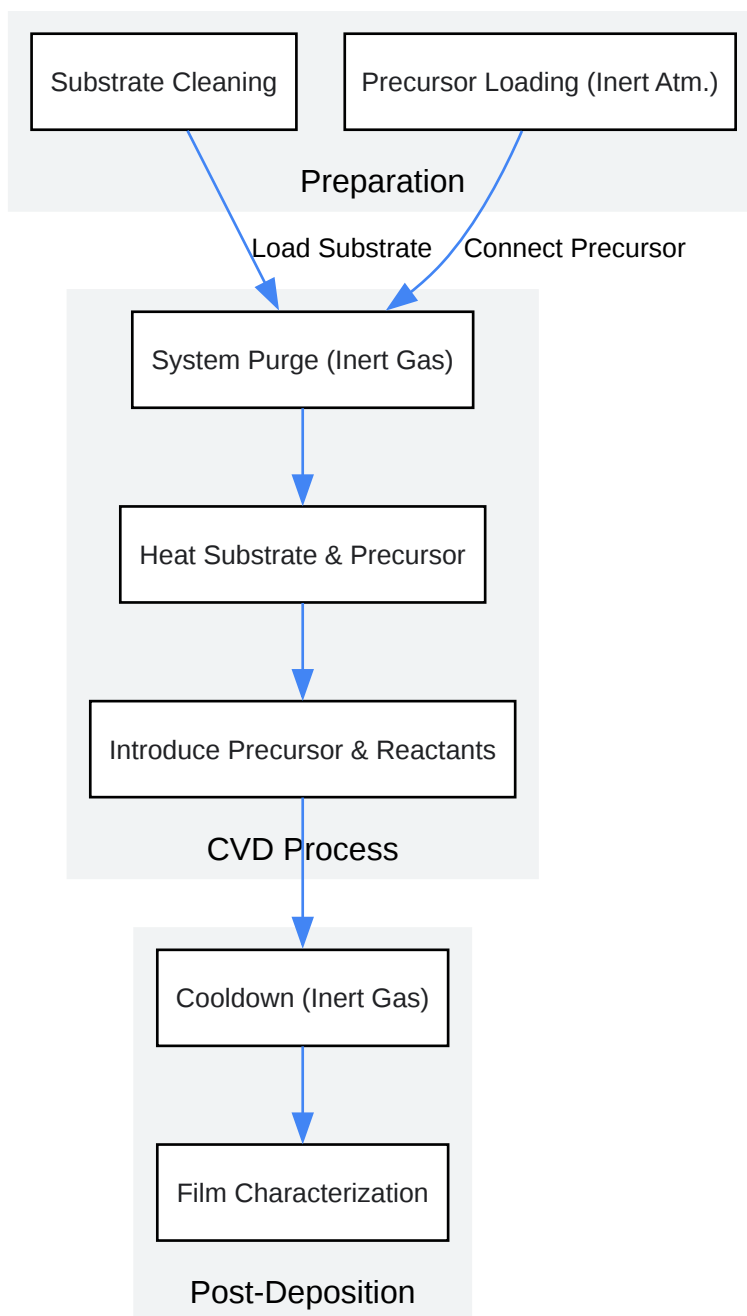 Substrate Cleaning
Precursor Loading (Inert Atm.)
Preparation
Load Substrate
Connect Precursor
System Purge (Inert Gas)
Heat Substrate & Precursor
Introduce Precursor & Reactants
CVD Process
Cooldown (Inert Gas)
Film Characterization
Post-Deposition